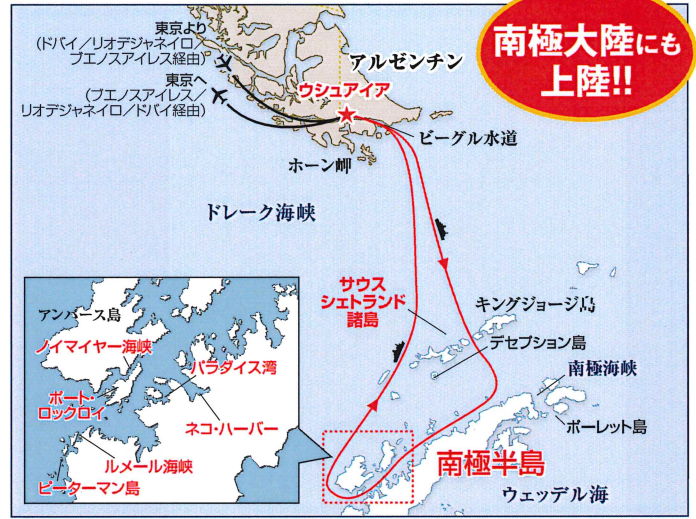 東京より
(ドバイ/リオデジャネイロ/
ブエノスアイレス経由)
東京へ
(ブエノスアイレス/
リオデジャネイロ/ドバイ経由)
アルゼンチン
ウシュアイア
南極大陸にも
上陸!!
ビーグル水道
ホーン岬
ドレーク海峡
サウス
シェトランド
諸島
キングジョージ島
デセプション島
南極海峡
ポーレット島
南極半島
ウェッデル海
アンバース島
ノイマイヤー海峡
パラダイス湾
ポート・
ロックロイ
ネコ・ハーバー
ルメール海峡
ピーターマン島